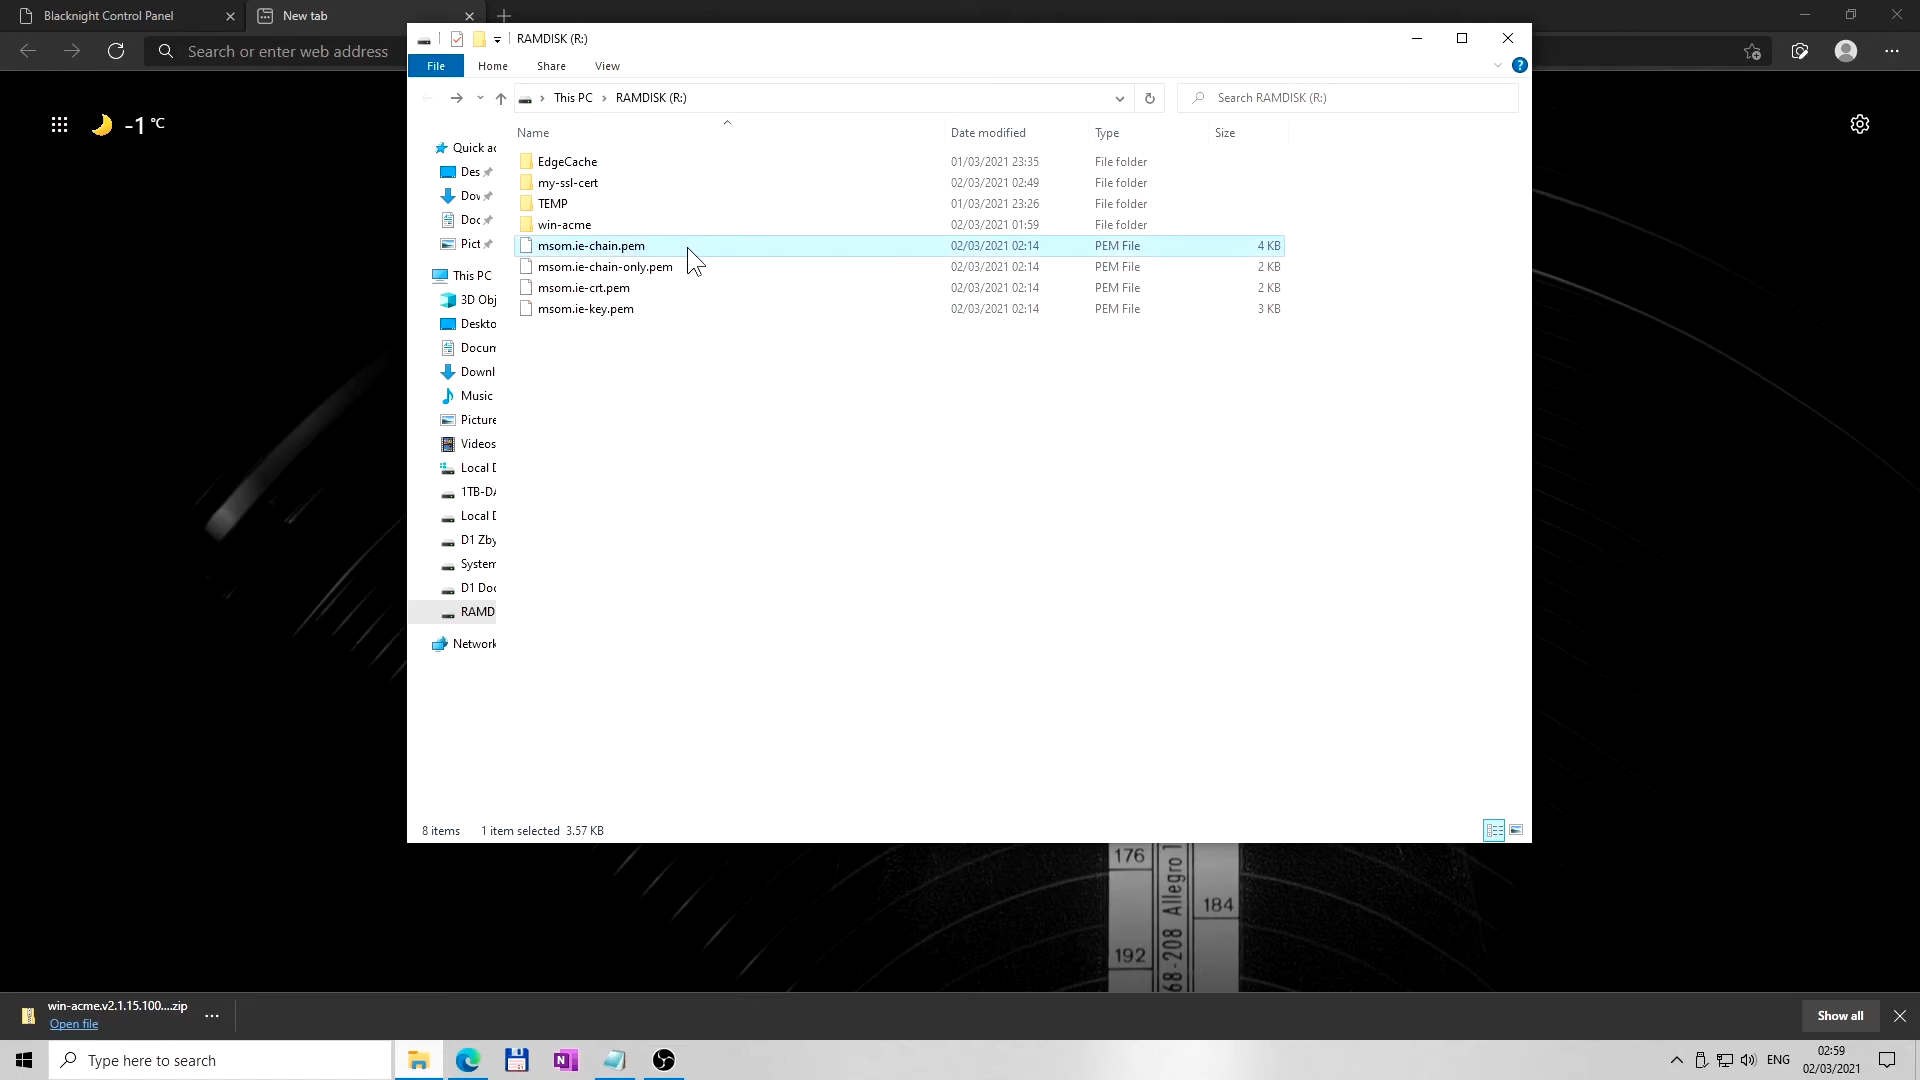 Blacknight Control Panel
New tab
Search or enter web address
-1 °C
RAMDISK (R:)
File
Home
Share
View
This PC
RAMDISK (R:)
Search RAMDISK (R:)
Name
Date modified
Type
Size
EdgeCache 01/03/2021 23:35 File folder
my-ssl-cert 02/03/2021 02:49 File folder
TEMP 01/03/2021 23:26 File folder
win-acme 02/03/2021 01:59 File folder
msom.ie-chain.pem 02/03/2021 02:14 PEM File 4 KB
msom.ie-chain-only.pem 02/03/2021 02:14 PEM File 2 KB
msom.ie-crt.pem 02/03/2021 02:14 PEM File 2 KB
msom.ie-key.pem 02/03/2021 02:14 PEM File 3 KB
Quick ac
Des
Dov
Doc
Pict
This PC
3D Obj
Deskto
Docum
Downl
Music
Picture
Videos
Local D
1TB-DA
Local D
D1 Zby
System
D1 Doc
RAMD
Network
8 items
1 item selected 3.57 KB
176
184
192
68-208 Allegro
win-acme.v2.1.15.100....zip
Open file
Show all
Type here to search
ENG
02:59
02/03/2021